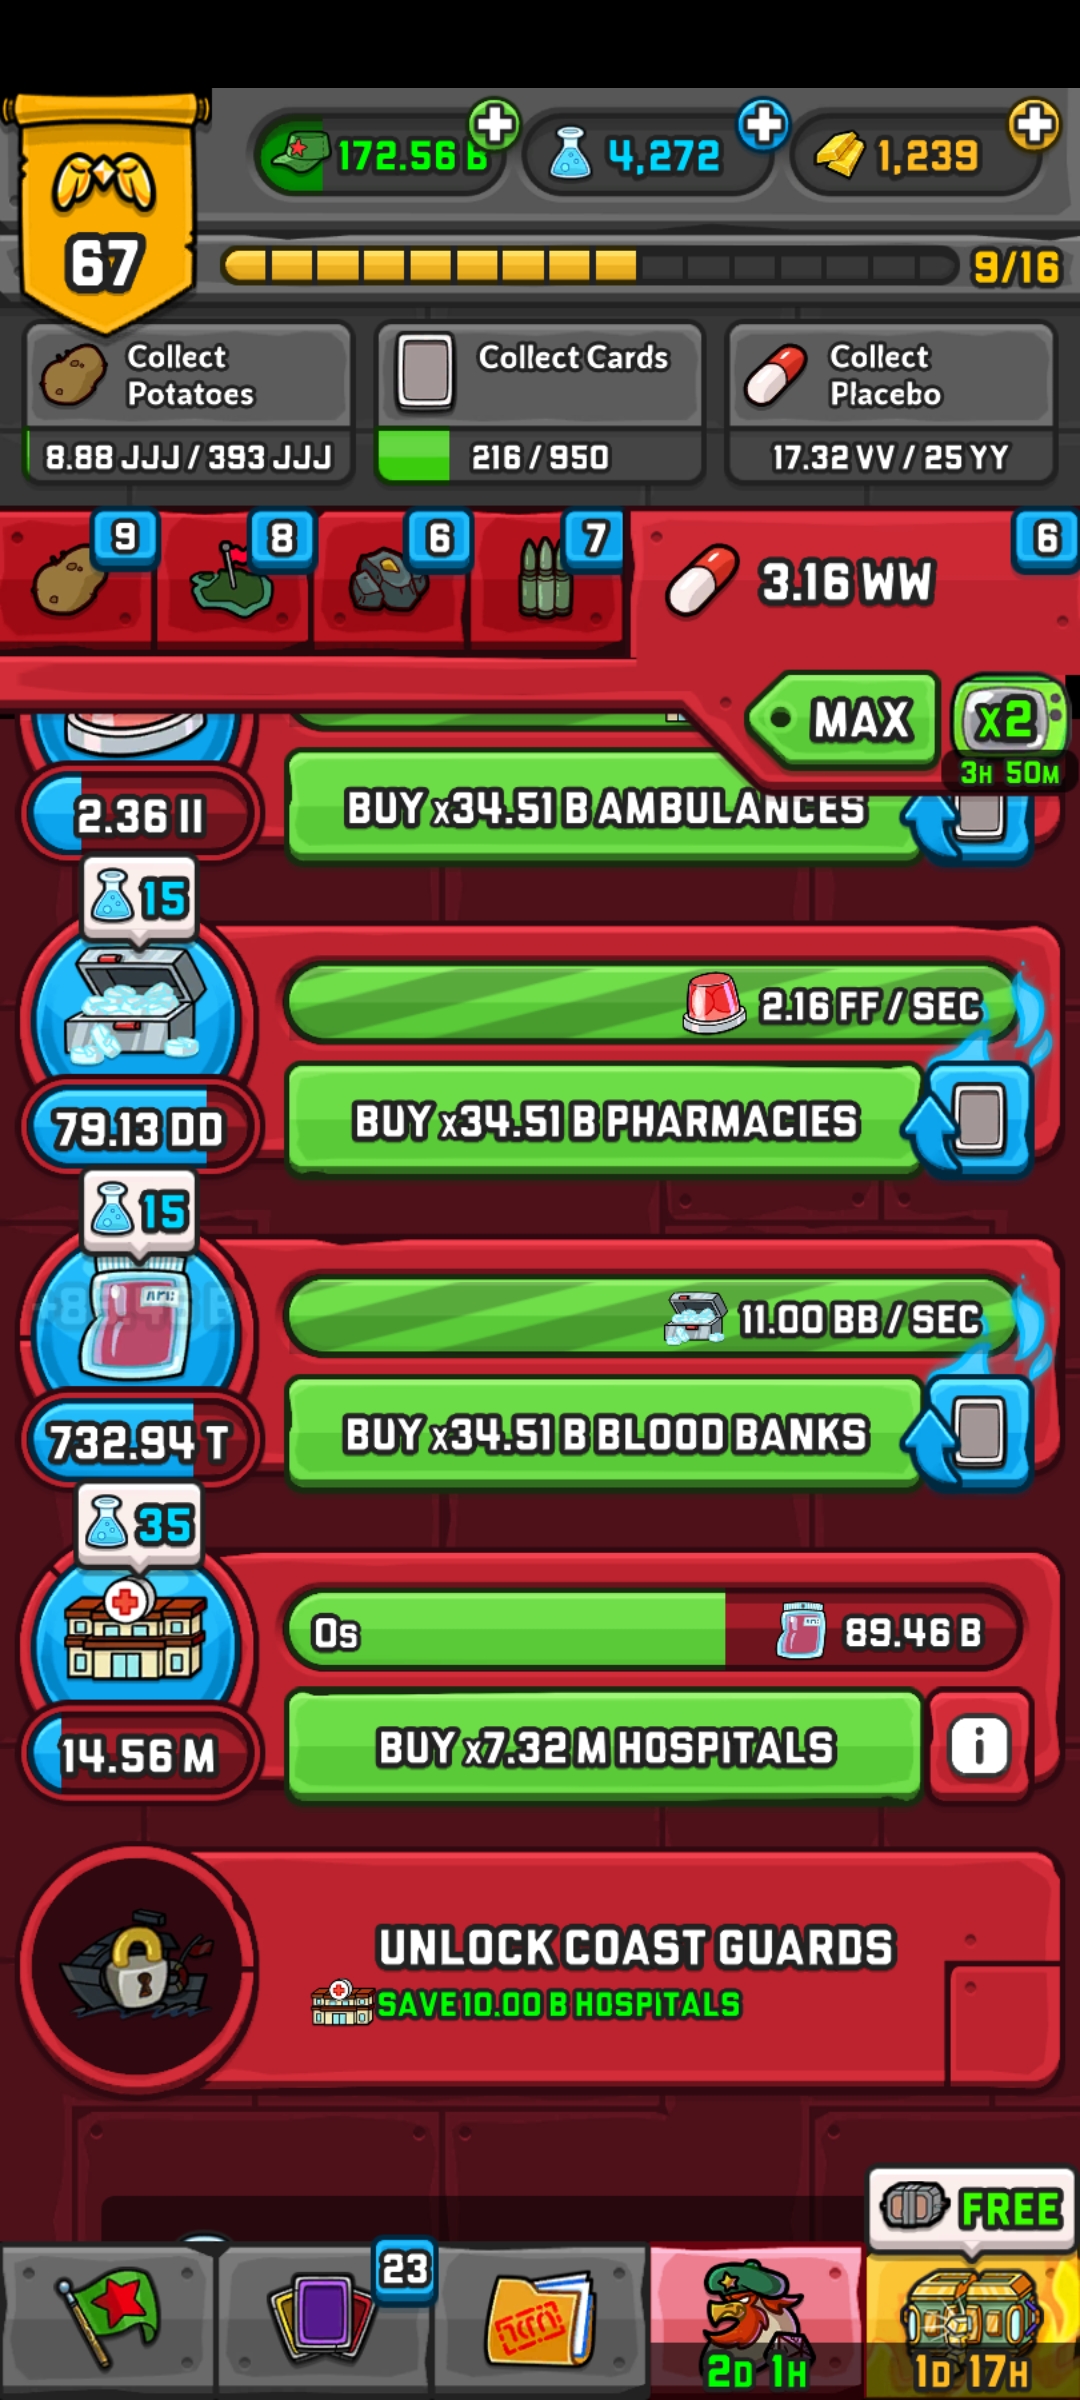 172.56 B
4,272
1,239
67
9/16
Collect Potatoes
8.88 JJJ / 393 JJJ
Collect Cards
216 / 950
Collect Placebo
17.32 VV / 25 YY
9
8
6
7
3.16 WW
6
MAX
x2
3H 50M
2.36 II
BUY x34.51 B AMBULANCES
15
2.16 FF / SEC
79.13 DD
BUY x34.51 B PHARMACIES
15
11.00 BB / SEC
732.94 T
BUY x34.51 B BLOOD BANKS
35
0s
89.46 B
14.56 M
BUY x7.32 M HOSPITALS
i
UNLOCK COAST GUARDS
SAVE 10.00 B HOSPITALS
FREE
23
2D 1H
1D 17H